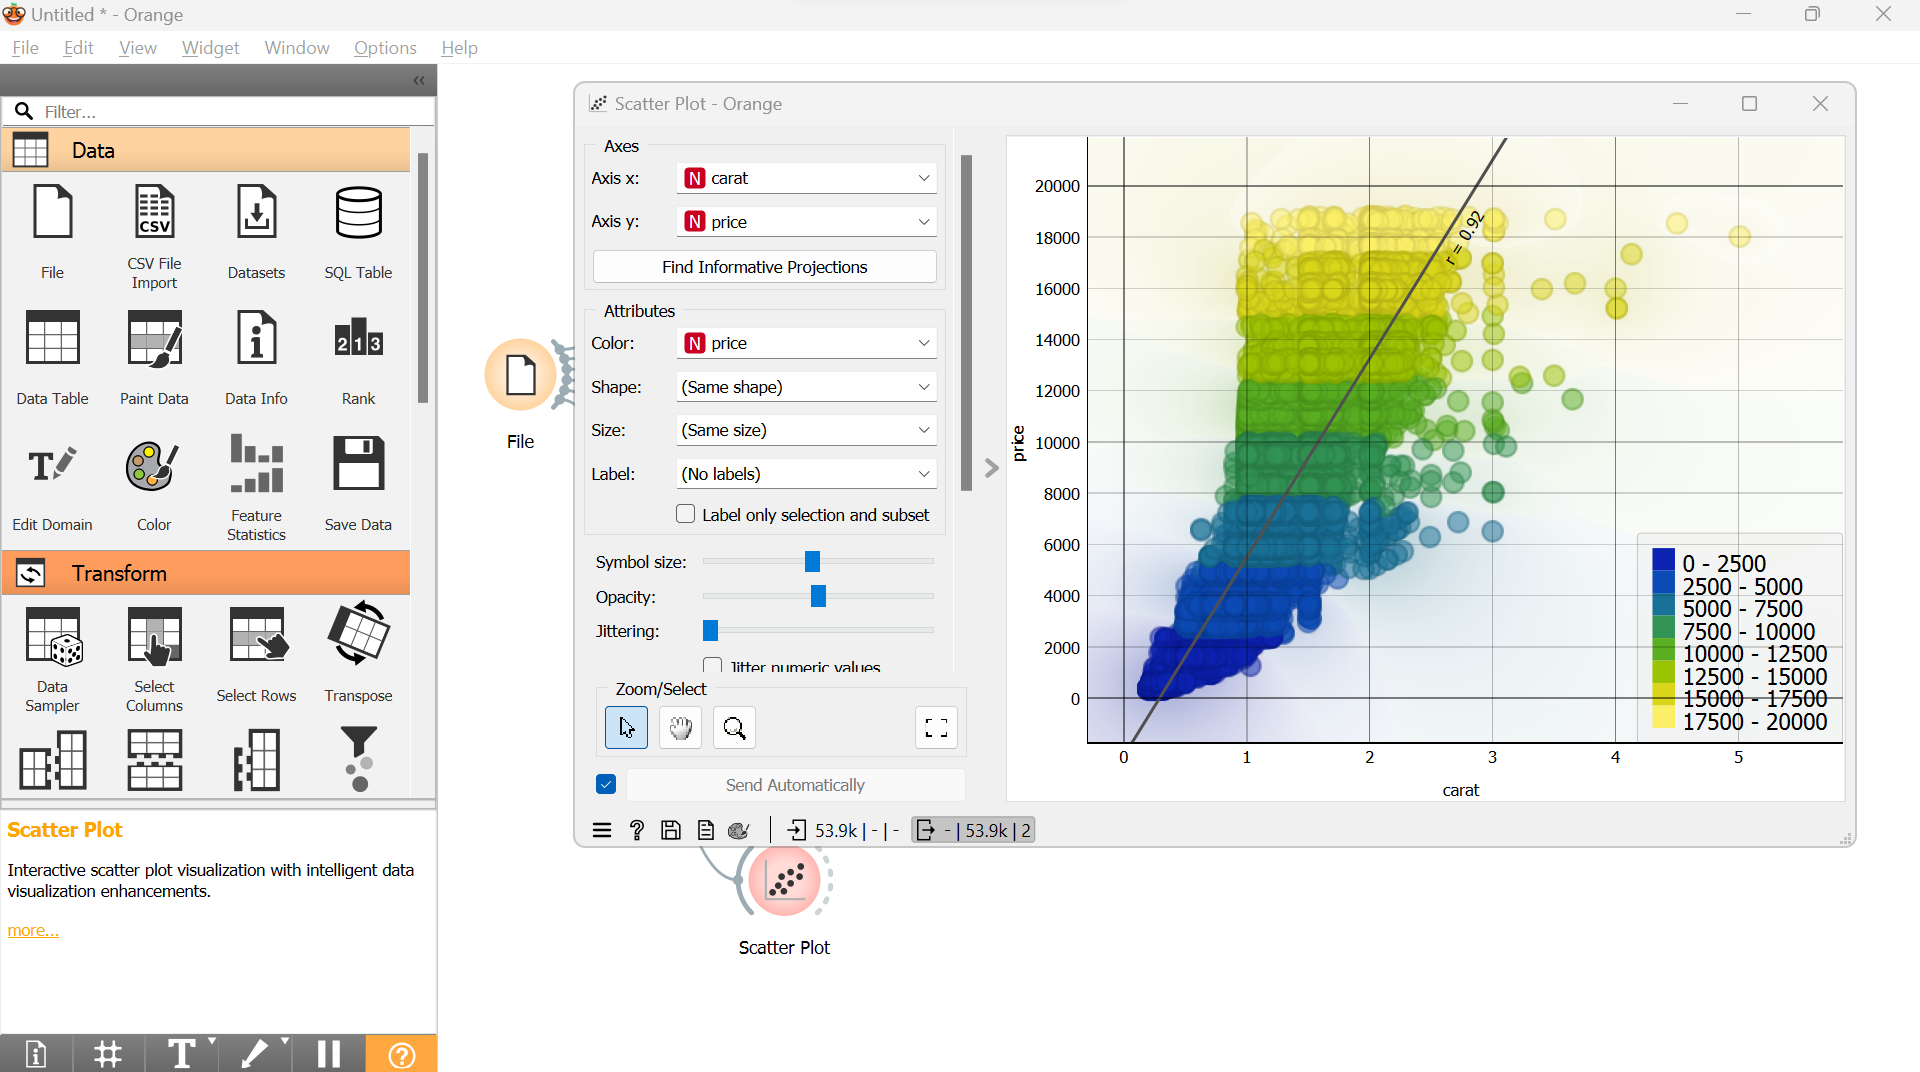 Untitled * - Orange
File Edit View Widget Window Options Help
Filter...
Data
File
CSV
CSV File Import
Datasets
SQL Table
Data Table
Paint Data
Data Info
213
Rank
Edit Domain
Color
Feature Statistics
Save Data
Transform
Data Sampler
Select Columns
Select Rows
Transpose
Scatter Plot
Interactive scatter plot visualization with intelligent data
visualization enhancements.
more...
File
Scatter Plot - Orange
Axes
Axis x: N carat
Axis y: N price
Find Informative Projections
Attributes
Color: N price
Shape: (Same shape)
Size: (Same size)
Label: (No labels)
Label only selection and subset
Symbol size:
Opacity:
Jittering:
Jitter numeric values
Zoom/Select
Send Automatically
53.9k | - | -
- | 53.9k | 2
20000
18000
16000
14000
12000
10000
8000
6000
4000
2000
0
price
r = 0.92
0 - 2500
2500 - 5000
5000 - 7500
7500 - 10000
10000 - 12500
12500 - 15000
15000 - 17500
17500 - 20000
0 1 2 3 4 5
carat
Scatter Plot